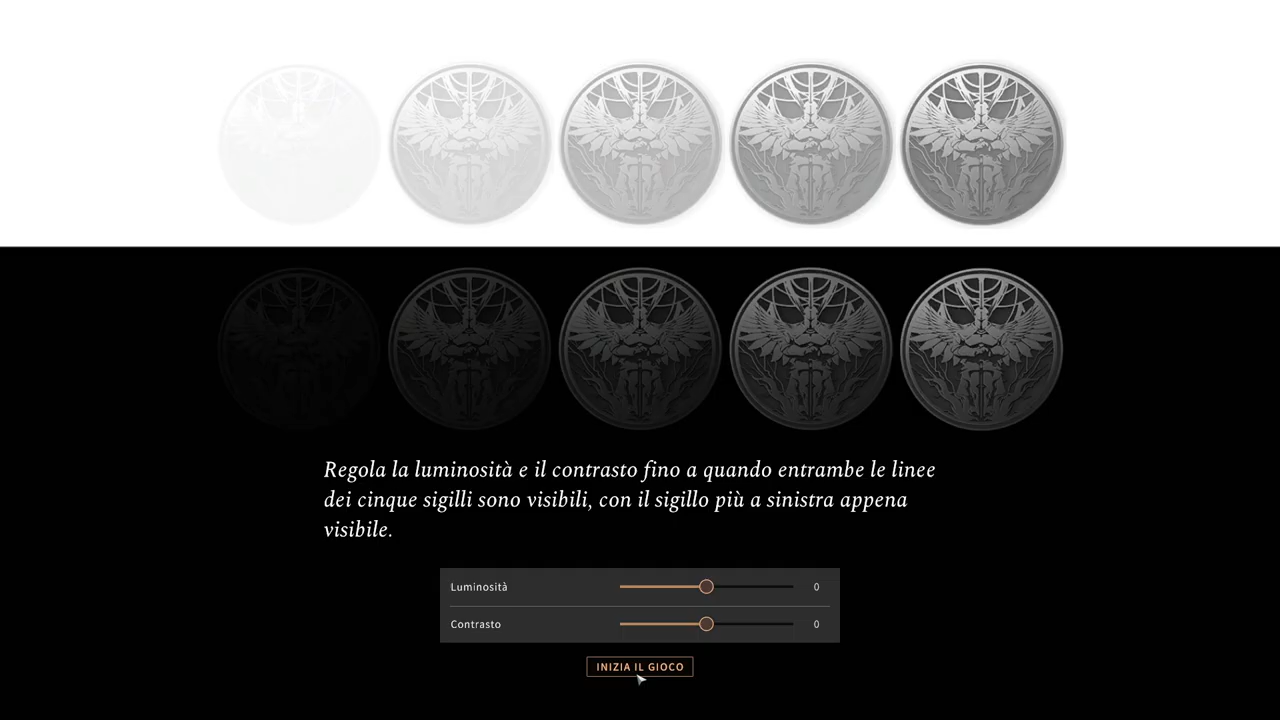 Regola la luminosità e il contrasto fino a quando entrambe le linee
dei cinque sigilli sono visibili, con il sigillo più a sinistra appena
visibile.
Luminosità 0
Contrasto 0
INIZIA IL GIOCO